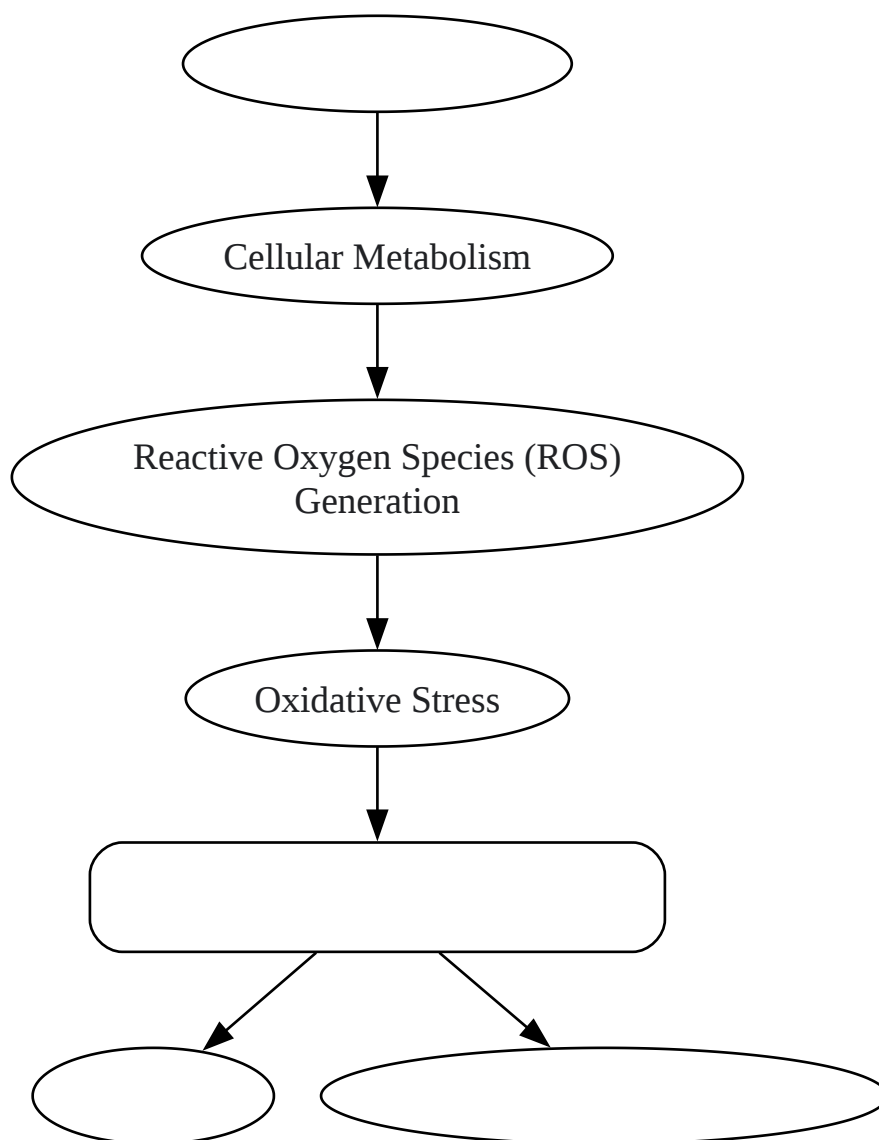 Cellular Metabolism
Reactive Oxygen Species (ROS)
Generation
Oxidative Stress